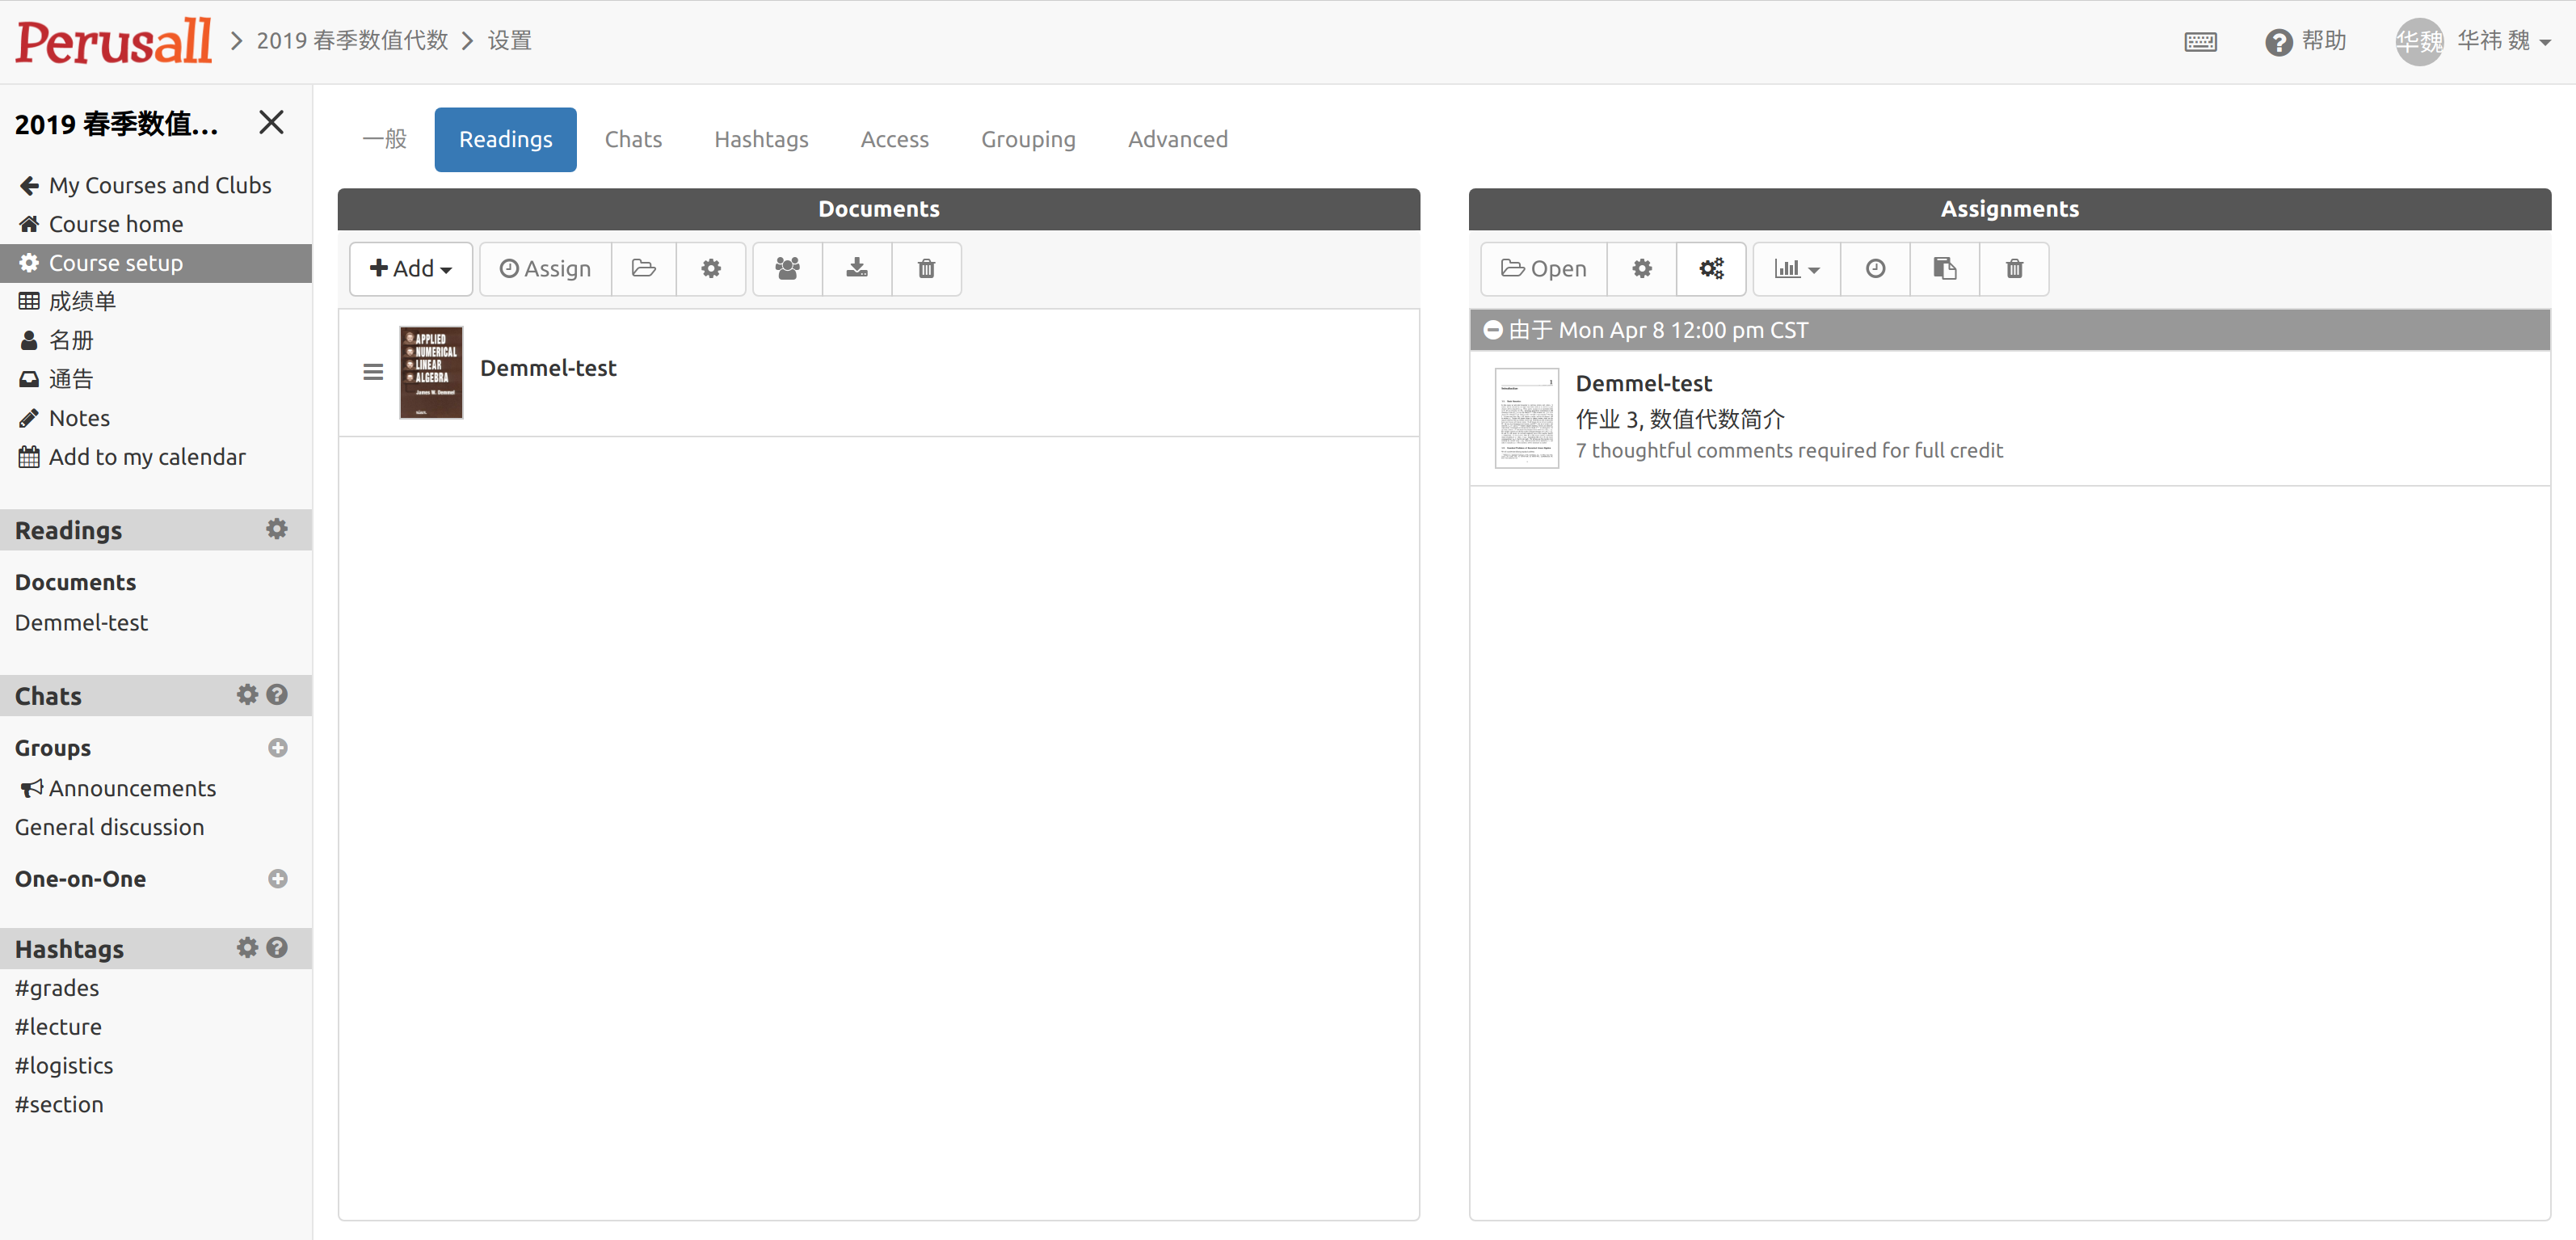 Perusall > 2019 春季数值代数 > 设置
帮助
华魏
华祎 魏
2019 春季数值...
My Courses and Clubs
Course home
Course setup
成绩单
名册
通告
Notes
Add to my calendar
Readings
Documents
Demmel-test
Chats
Groups
Announcements
General discussion
One-on-One
Hashtags
#grades
#lecture
#logistics
#section
一般
Readings
Chats
Hashtags
Access
Grouping
Advanced
Documents
Add
Assign
APPLIED
NUMERICAL
LINEAR
ALGEBRA
James W. Demmel
Demmel-test
Assignments
Open
由于 Mon Apr 8 12:00 pm CST
Demmel-test
作业 3, 数值代数简介
7 thoughtful comments required for full credit